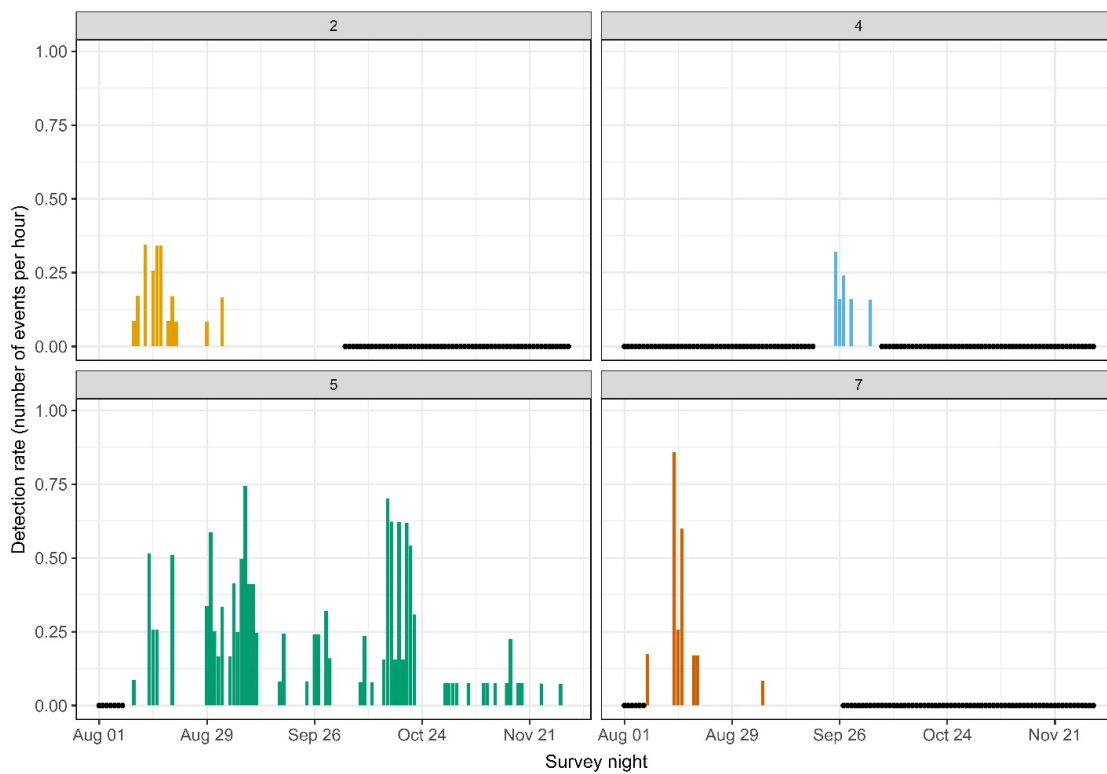 2
4
1.00
0.75
0.50
0.25
0.00
5
7
1.00
0.75
0.50
0.25
0.00
Aug 01
Aug 29
Sep 26
Oct 24
Nov 21
Aug 01
Aug 29
Sep 26
Oct 24
Nov 21
Survey night
Detection rate (number of events per hour)